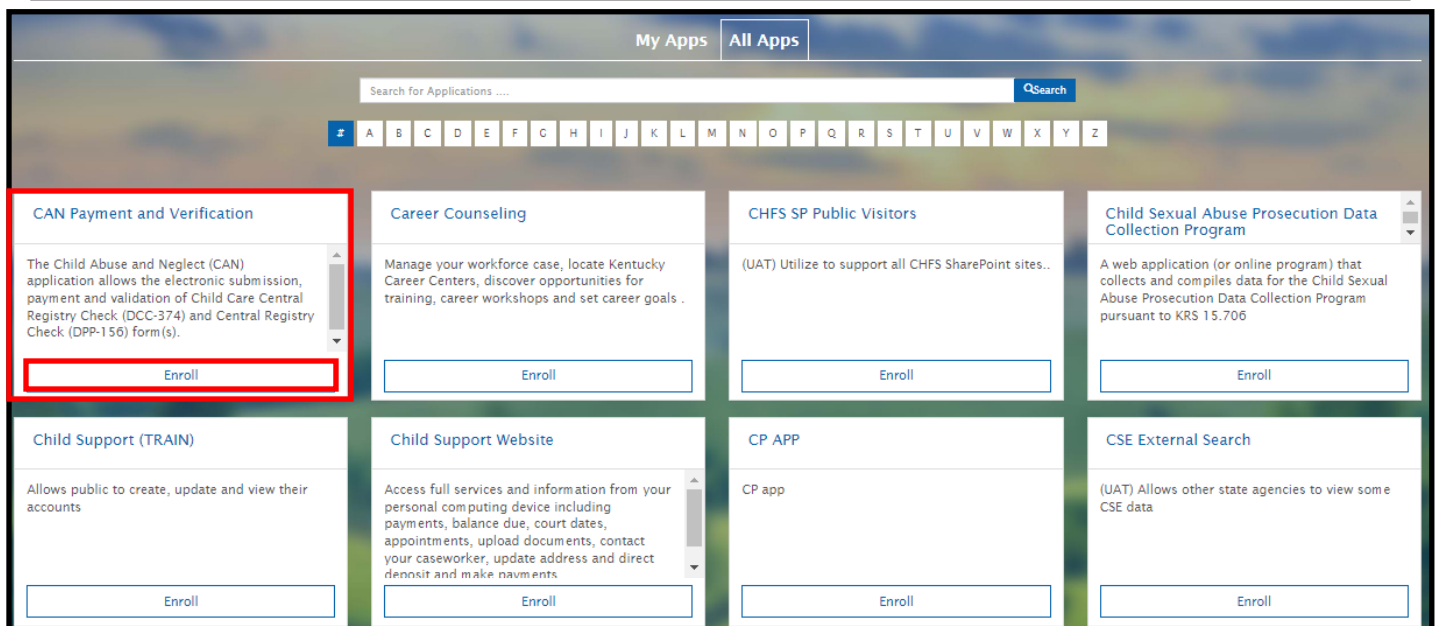 My Apps All Apps
Search for Applications ....
Search
# A B C D E F G H I J K L M N O P Q R S T U V W X Y Z
CAN Payment and Verification
The Child Abuse and Neglect (CAN)
application allows the electronic submission,
payment and validation of Child Care Central
Registry Check (DCC-374) and Central Registry
Check (DPP-156) form(s).
Enroll
Career Counseling
Manage your workforce case, locate Kentucky
Career Centers, discover opportunities for
training, career workshops and set career goals .
Enroll
CHFS SP Public Visitors
(UAT) Utilize to support all CHFS SharePoint sites..
Enroll
Child Sexual Abuse Prosecution Data
Collection Program
A web application (or online program) that
collects and compiles data for the Child Sexual
Abuse Prosecution Data Collection Program
pursuant to KRS 15.706
Enroll
Child Support (TRAIN)
Allows public to create, update and view their
accounts
Enroll
Child Support Website
Access full services and information from your
personal computing device including
payments, balance due, court dates,
appointments, upload documents, contact
your caseworker, update address and direct
deposit and make payments
Enroll
CP APP
CP app
Enroll
CSE External Search
(UAT) Allows other state agencies to view some
CSE data
Enroll